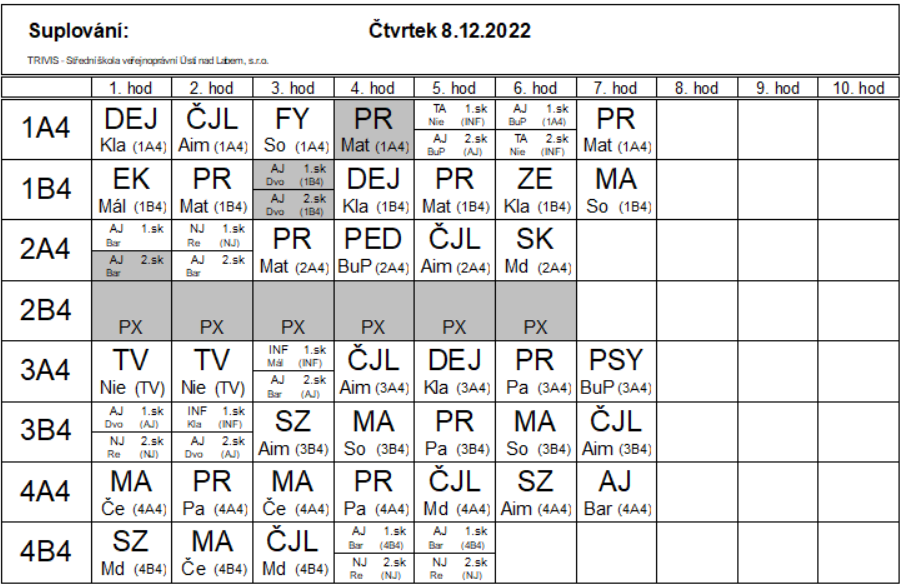 Suplování: Čtvrtek 8.12.2022
TRIVIS - Střední škola veřejnoprávní Ústí nad Labem, s.r.o.
1. hod 2. hod 3. hod 4. hod 5. hod 6. hod 7. hod 8. hod 9. hod 10. hod
1A4 DEJ ČJL FY PR TA 1.sk AJ 1.sk PR
Nie (INF) BuP (1A4)
Kla (1A4) Aim (1A4) So (1A4) Mat (1A4) AJ 2.sk TA 2.sk Mat (1A4)
BuP (AJ) Nie (INF)
1B4 EK PR AJ 1.sk DEJ PR ZE MA
Dvo (1B4)
Mál (1B4) Mat (1B4) AJ 2.sk Kla (1B4) Mat (1B4) Kla (1B4) So (1B4)
Dvo (1B4)
2A4 AJ 1.sk NJ 1.sk PR PED ČJL SK
Bar Re (NJ)
AJ 2.sk AJ 2.sk Mat (2A4) BuP (2A4) Aim (2A4) Md (2A4)
Bar Bar
2B4 PX PX PX PX PX PX
3A4 TV TV INF 1.sk ČJL DEJ PR PSY
Mál (INF)
Nie (TV) Nie (TV) AJ 2.sk Aim (3A4) Kla (3A4) Pa (3A4) BuP (3A4)
Bar (AJ)
3B4 AJ 1.sk INF 1.sk SZ MA PR MA ČJL
Dvo (AJ) Kla (INF)
NJ 2.sk AJ 2.sk Aim (3B4) So (3B4) Pa (3B4) So (3B4) Aim (3B4)
Re (NJ) Dvo (AJ)
4A4 MA PR MA PR ČJL SZ AJ
Če (4A4) Pa (4A4) Če (4A4) Pa (4A4) Md (4A4) Aim (4A4) Bar (4A4)
4B4 SZ MA ČJL AJ 1.sk AJ 1.sk
Bar (4B4) Bar (4B4)
Md (4B4) Če (4B4) Md (4B4) NJ 2.sk NJ 2.sk
Re (NJ) Re (NJ)